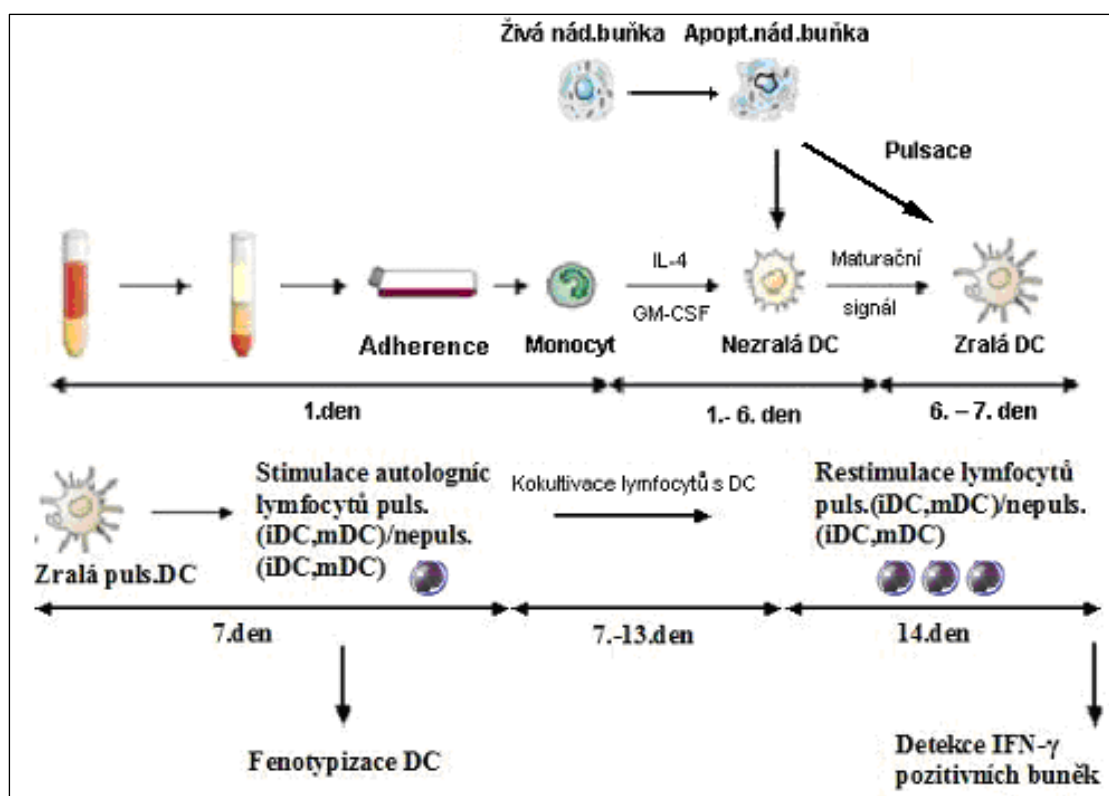 Živá nád.buňka
Apopt.nád.buňka
Pulsace
IL-4
GM-CSF
Maturační
signál
Adherence
Monocyt
Nezralá DC
Zralá DC
1.den
1.- 6. den
6. – 7. den
Zralá puls.DC
Stimulace autologníc
lymfocytů puls.
(iDC,mDC)/nepuls.
(iDC,mDC)
Kokultivace lymfocytů s DC
Restimulace lymfocytů
puls.(iDC,mDC)/nepuls.
(iDC,mDC)
7.den
7.-13.den
14.den
Fenotypizace DC
Detekce IFN-γ
pozitivních buněk